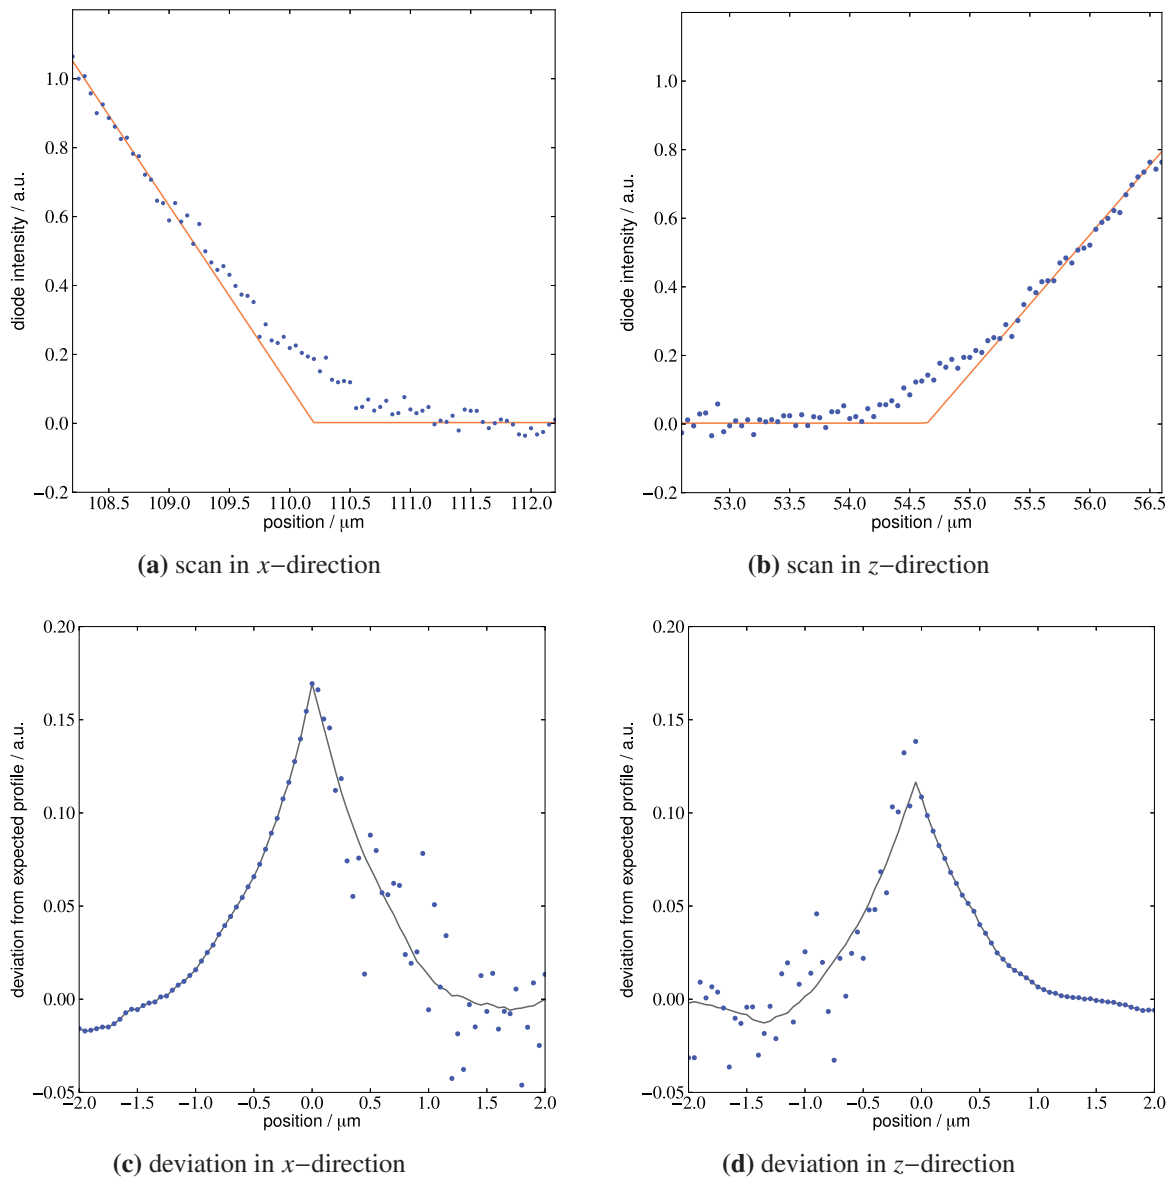 diode intensity / a.u.
1.0
0.8
0.6
0.4
0.2
0.0
−0.2
108.5 109.0 109.5 110.0 110.5 111.0 111.5 112.0
position / μm
(a) scan in x−direction
diode intensity / a.u.
1.0
0.8
0.6
0.4
0.2
0.0
−0.2
53.0 53.5 54.0 54.5 55.0 55.5 56.0 56.5
position / μm
(b) scan in z−direction
deviation from expected profile / a.u.
0.20
0.15
0.10
0.05
0.00
−0.05
−2.0 −1.5 −1.0 −0.5 0.0 0.5 1.0 1.5 2.0
position / μm
(c) deviation in x−direction
deviation from expected profile / a.u.
0.20
0.15
0.10
0.05
0.00
−0.05
−2.0 −1.5 −1.0 −0.5 0.0 0.5 1.0 1.5 2.0
position / μm
(d) deviation in z−direction